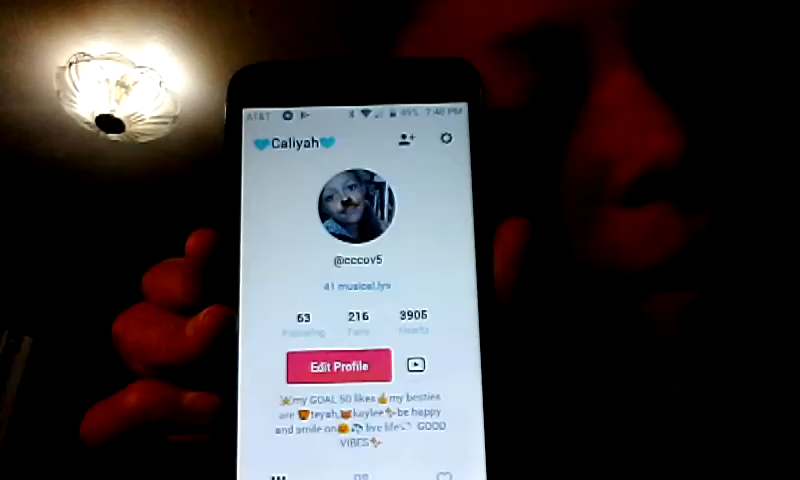 AT&T 49% 7:40 PM
💙Caliyah💙
@cccov5
41 musical.lys
63 216 3905
Following Fans Hearts
Edit Profile
my GOAL 50 likes👍my besties
are teyah, kaylee✨be happy
and smile on live life GOOD
VIBES✨